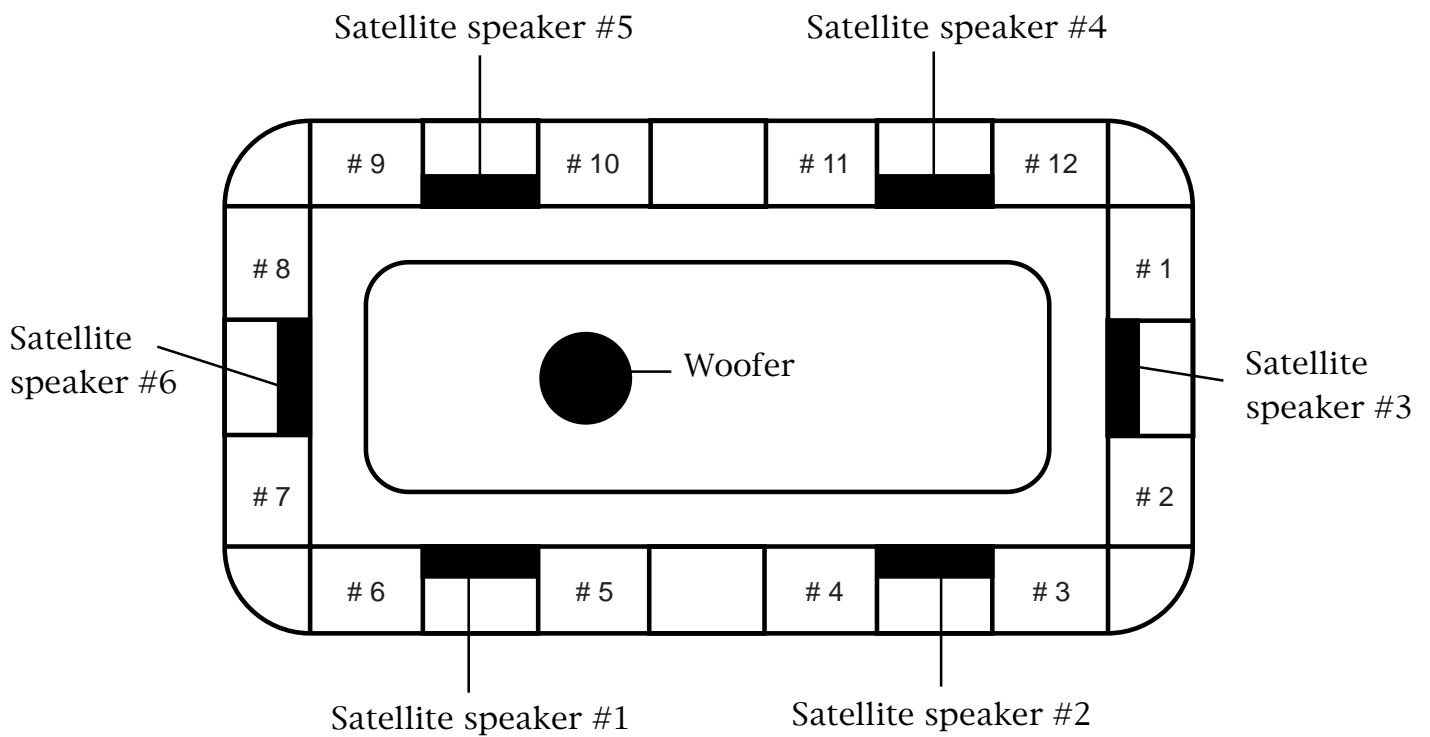 Satellite speaker #5
Satellite speaker #4
# 9
# 10
# 11
# 12
# 8
# 1
Satellite
speaker #6
Woofer
Satellite
speaker #3
# 7
# 2
# 6
# 5
# 4
# 3
Satellite speaker #1
Satellite speaker #2